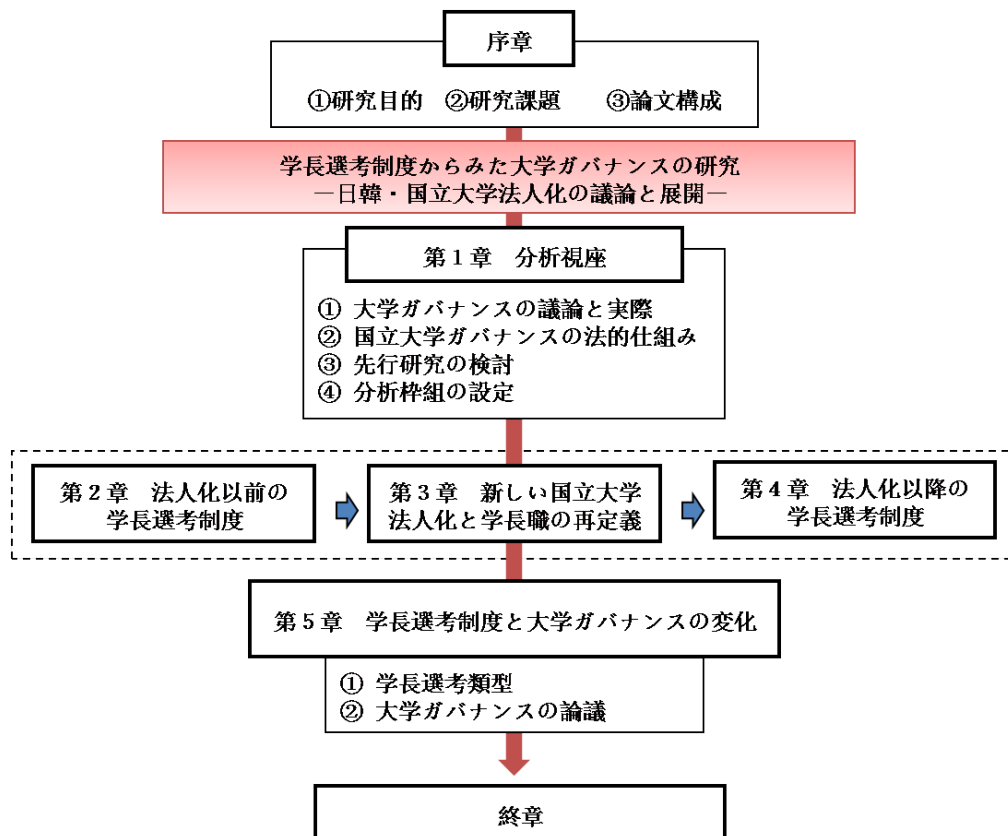 序章
①研究目的 ②研究課題 ③論文構成
学長選考制度からみた大学ガバナンスの研究
―日韓・国立大学法人化の議論と展開―
第1章 分析視座
① 大学ガバナンスの議論と実際
② 国立大学ガバナンスの法的仕組み
③ 先行研究の検討
④ 分析枠組の設定
第2章 法人化以前の
学長選考制度
第3章 新しい国立大学
法人化と学長職の再定義
第4章 法人化以降の
学長選考制度
第5章 学長選考制度と大学ガバナンスの変化
① 学長選考類型
② 大学ガバナンスの論議
終章